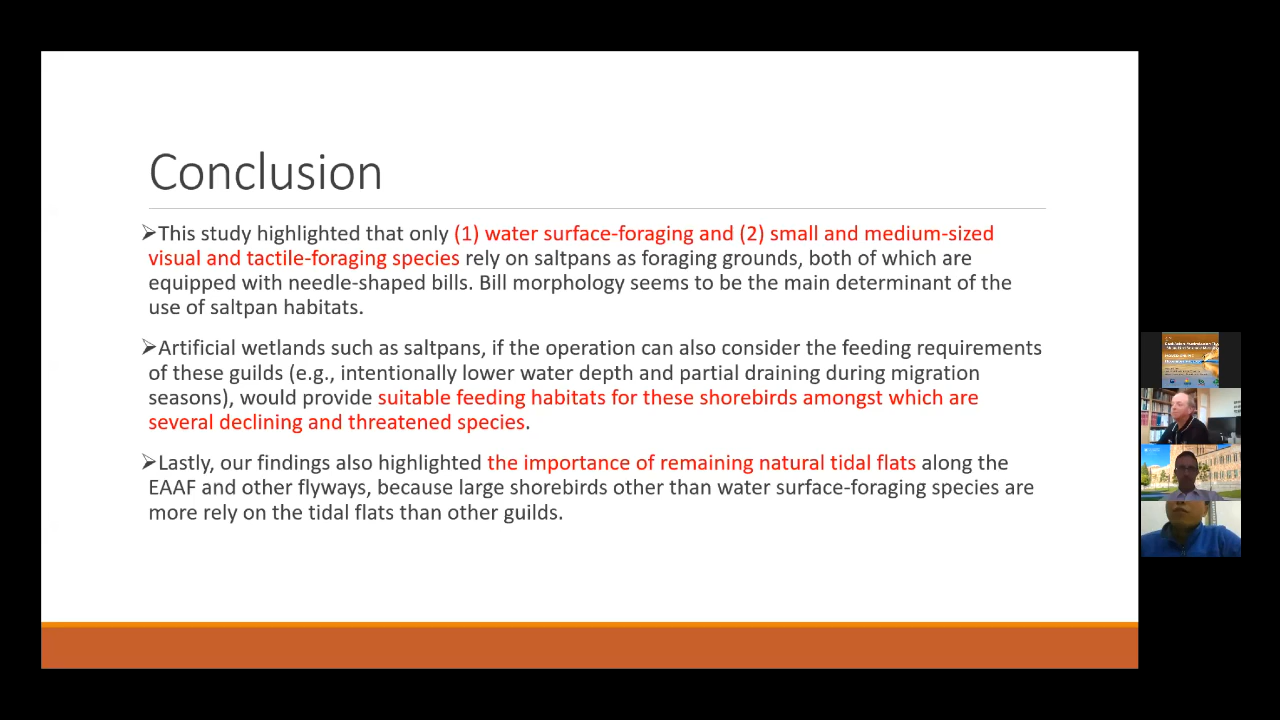 Conclusion
➢This study highlighted that only (1) water surface-foraging and (2) small and medium-sized
visual and tactile-foraging species rely on saltpans as foraging grounds, both of which are
equipped with needle-shaped bills. Bill morphology seems to be the main determinant of the
use of saltpan habitats.
➢Artificial wetlands such as saltpans, if the operation can also consider the feeding requirements
of these guilds (e.g., intentionally lower water depth and partial draining during migration
seasons), would provide suitable feeding habitats for these shorebirds amongst which are
several declining and threatened species.
➢Lastly, our findings also highlighted the importance of remaining natural tidal flats along the
EAAF and other flyways, because large shorebirds other than water surface-foraging species are
more rely on the tidal flats than other guilds.